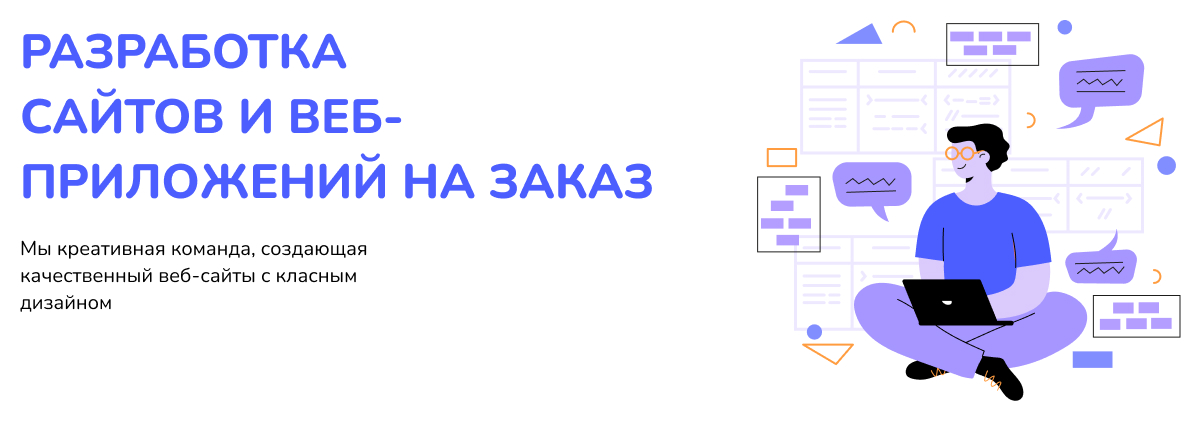 РАЗРАБОТКА
САЙТОВ И ВЕБ-
ПРИЛОЖЕНИЙ НА ЗАКАЗ
Мы креативная команда, создающая
качественный веб-сайты с класным
дизайном